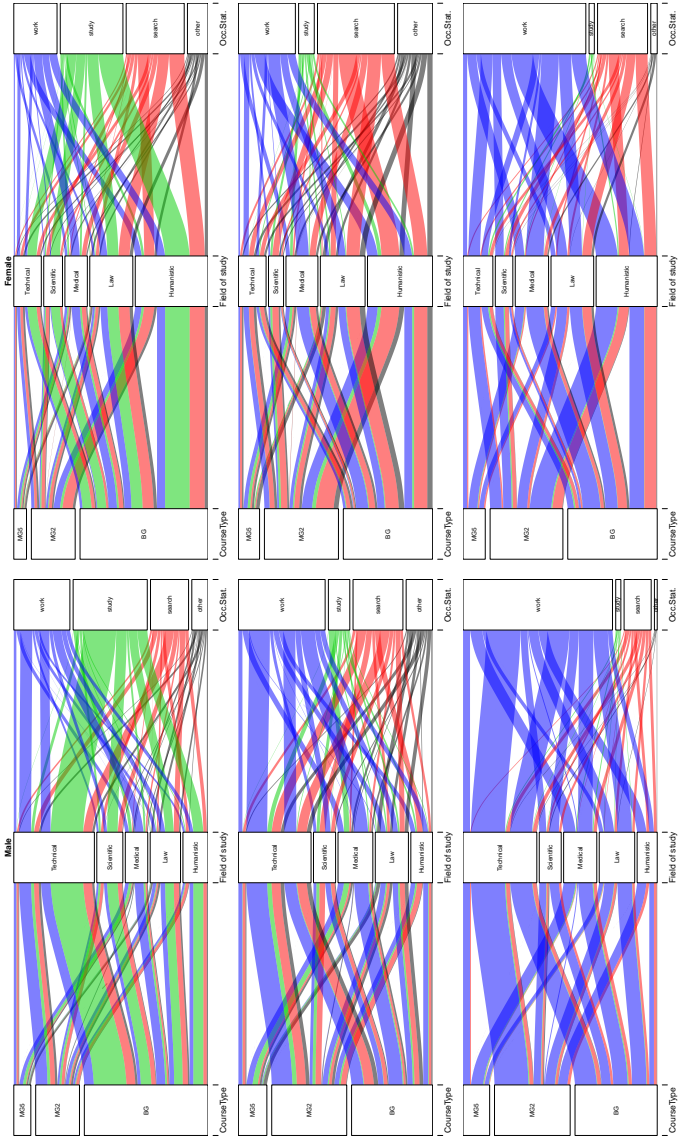 Male
MG5
MG2
BG
Technical
Scientific
Medical
Law
Humanistic
work
study
search
other
CourseType
Field of study
Occ.Stat.
Female
MG5
MG2
BG
Technical
Scientific
Medical
Law
Humanistic
work
study
search
other
CourseType
Field of study
Occ.Stat.
MG5
MG2
BG
Technical
Scientific
Medical
Law
Humanistic
work
study
search
other
CourseType
Field of study
Occ.Stat.
MG5
MG2
BG
Technical
Scientific
Medical
Law
Humanistic
work
study
search
other
CourseType
Field of study
Occ.Stat.
MG5
MG2
BG
Technical
Scientific
Medical
Law
Humanistic
work
study
search
other
CourseType
Field of study
Occ.Stat.
MG5
MG2
BG
Technical
Scientific
Medical
Law
Humanistic
work
study
search
other
CourseType
Field of study
Occ.Stat.